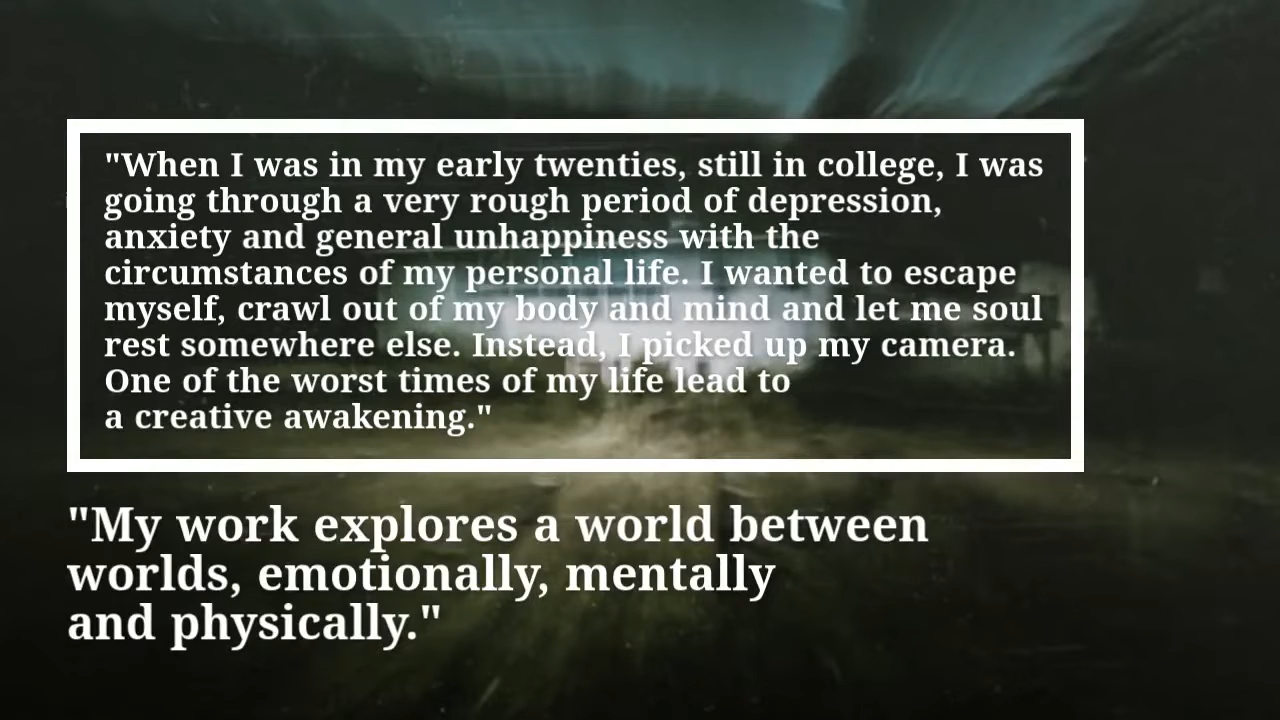 "When I was in my early twenties, still in college, I was
going through a very rough period of depression,
anxiety and general unhappiness with the
circumstances of my personal life. I wanted to escape
myself, crawl out of my body and mind and let me soul
rest somewhere else. Instead, I picked up my camera.
One of the worst times of my life lead to
a creative awakening."
"My work explores a world between
worlds, emotionally, mentally
and physically."